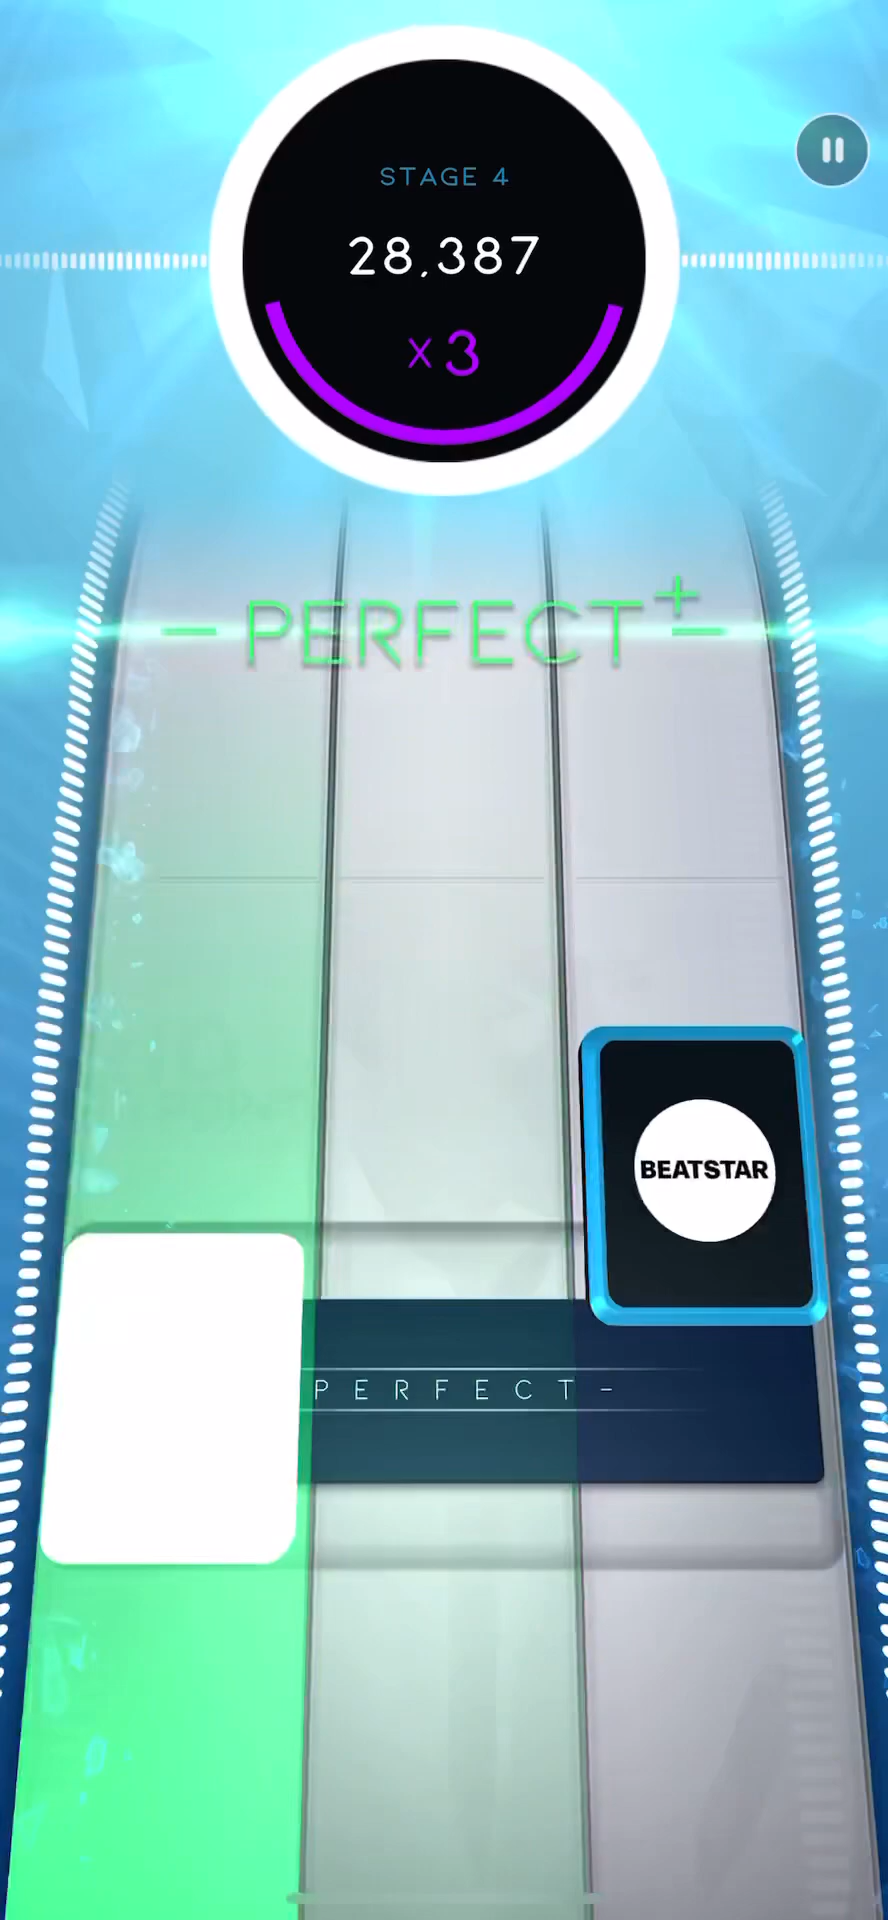 STAGE 4
28,387
x3
- PERFECT+ -
BEATSTAR
PERFECT-